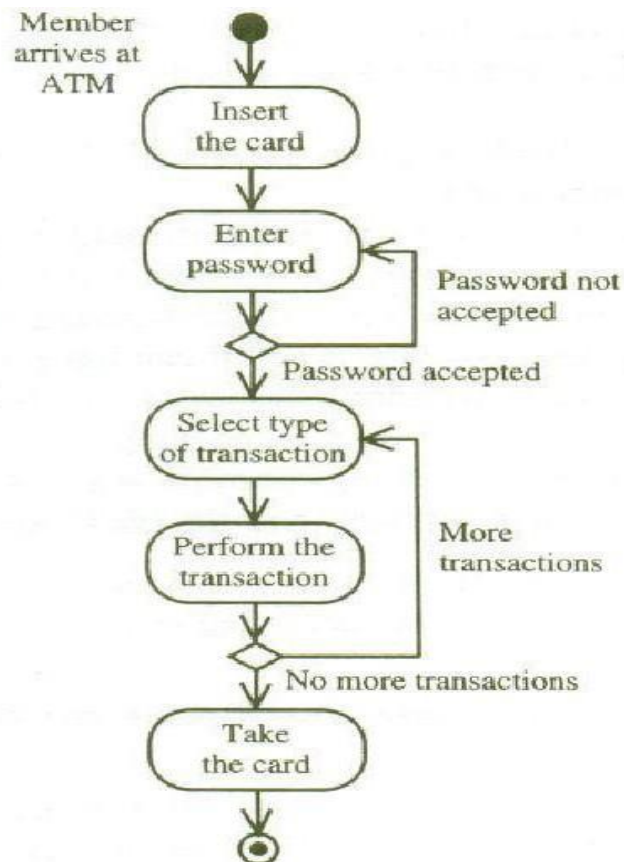 Member
arrives at
ATM
Insert
the card
Enter
password
Password not
accepted
Password accepted
Select type
of transaction
More
transactions
Perform the
transaction
No more transactions
Take
the card